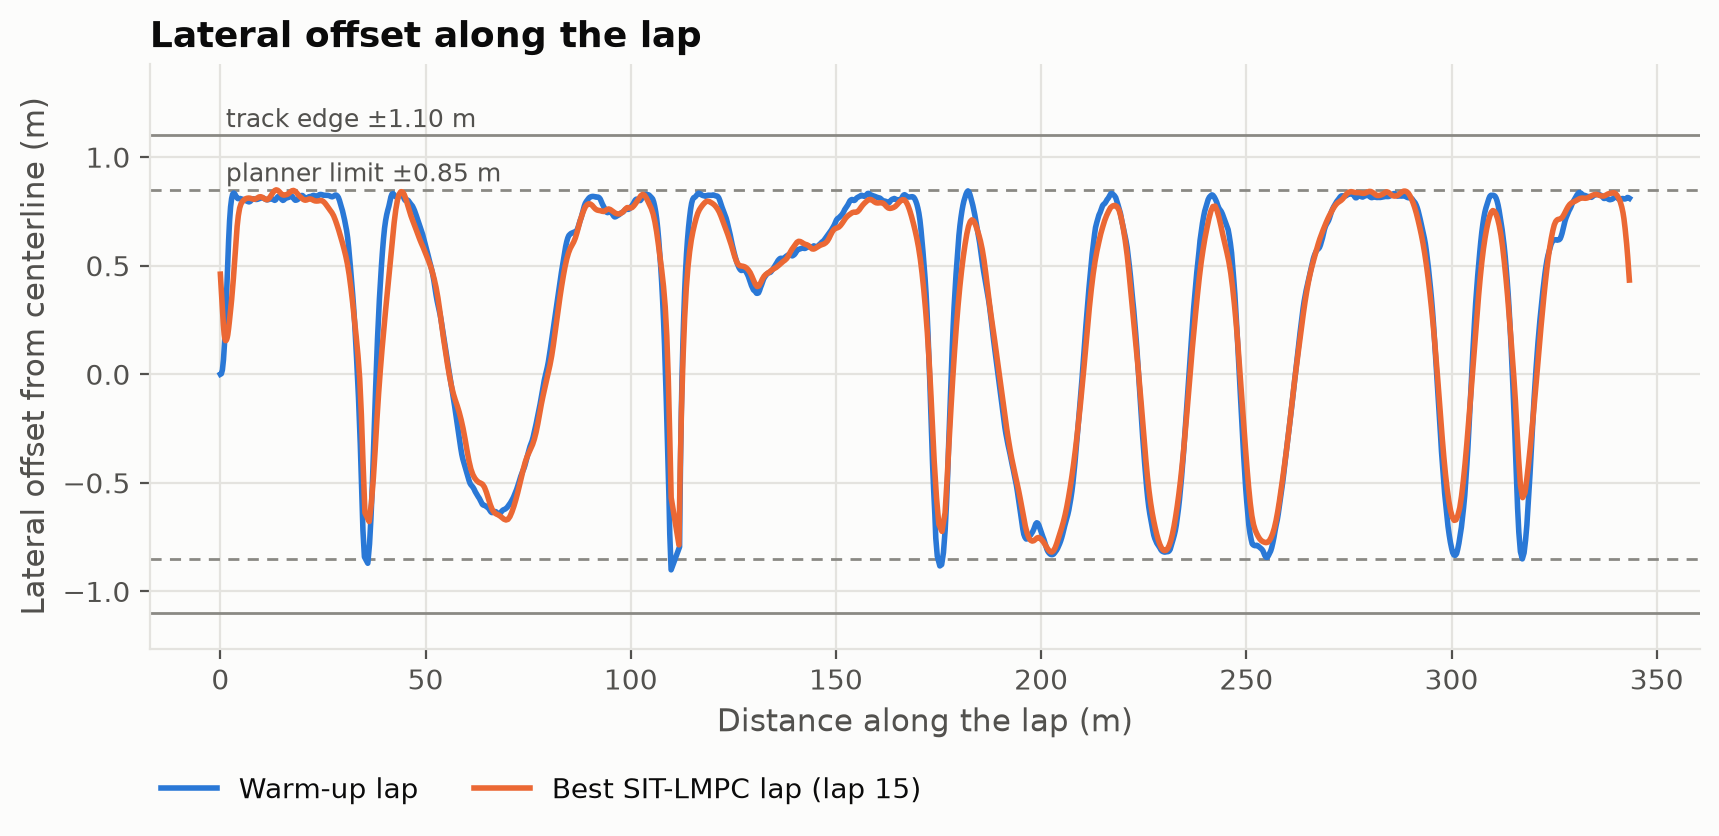 Lateral offset along the lap
Lateral offset from centerline (m)
track edge ±1.10 m
planner limit ±0.85 m
1.0
0.5
0.0
−0.5
−1.0
0 50 100 150 200 250 300 350
Distance along the lap (m)
Warm-up lap Best SIT-LMPC lap (lap 15)